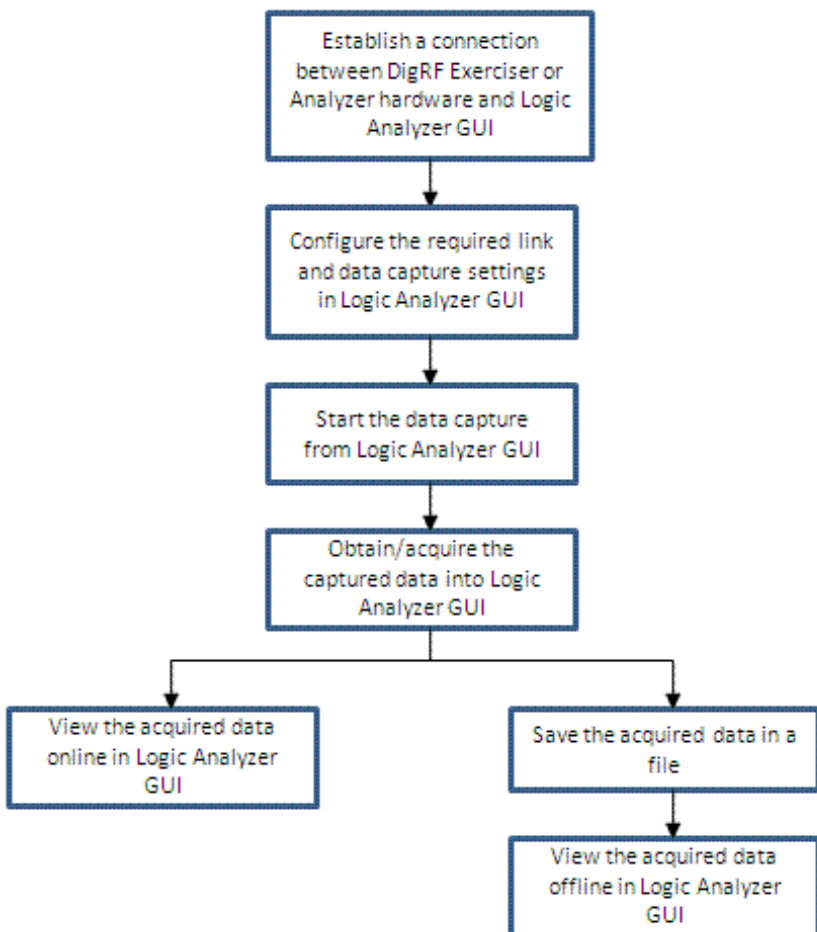 Establish a connection
between DigRF Exerciser or
Analyzer hardware and Logic
Analyzer GUI
Configure the required link
and data capture settings
in Logic Analyzer GUI
Start the data capture
from Logic Analyzer GUI
Obtain/acquire the
captured data into Logic
Analyzer GUI
View the acquired data
online in Logic Analyzer
GUI
Save the acquired data in a
file
View the acquired data
offline in Logic Analyzer
GUI